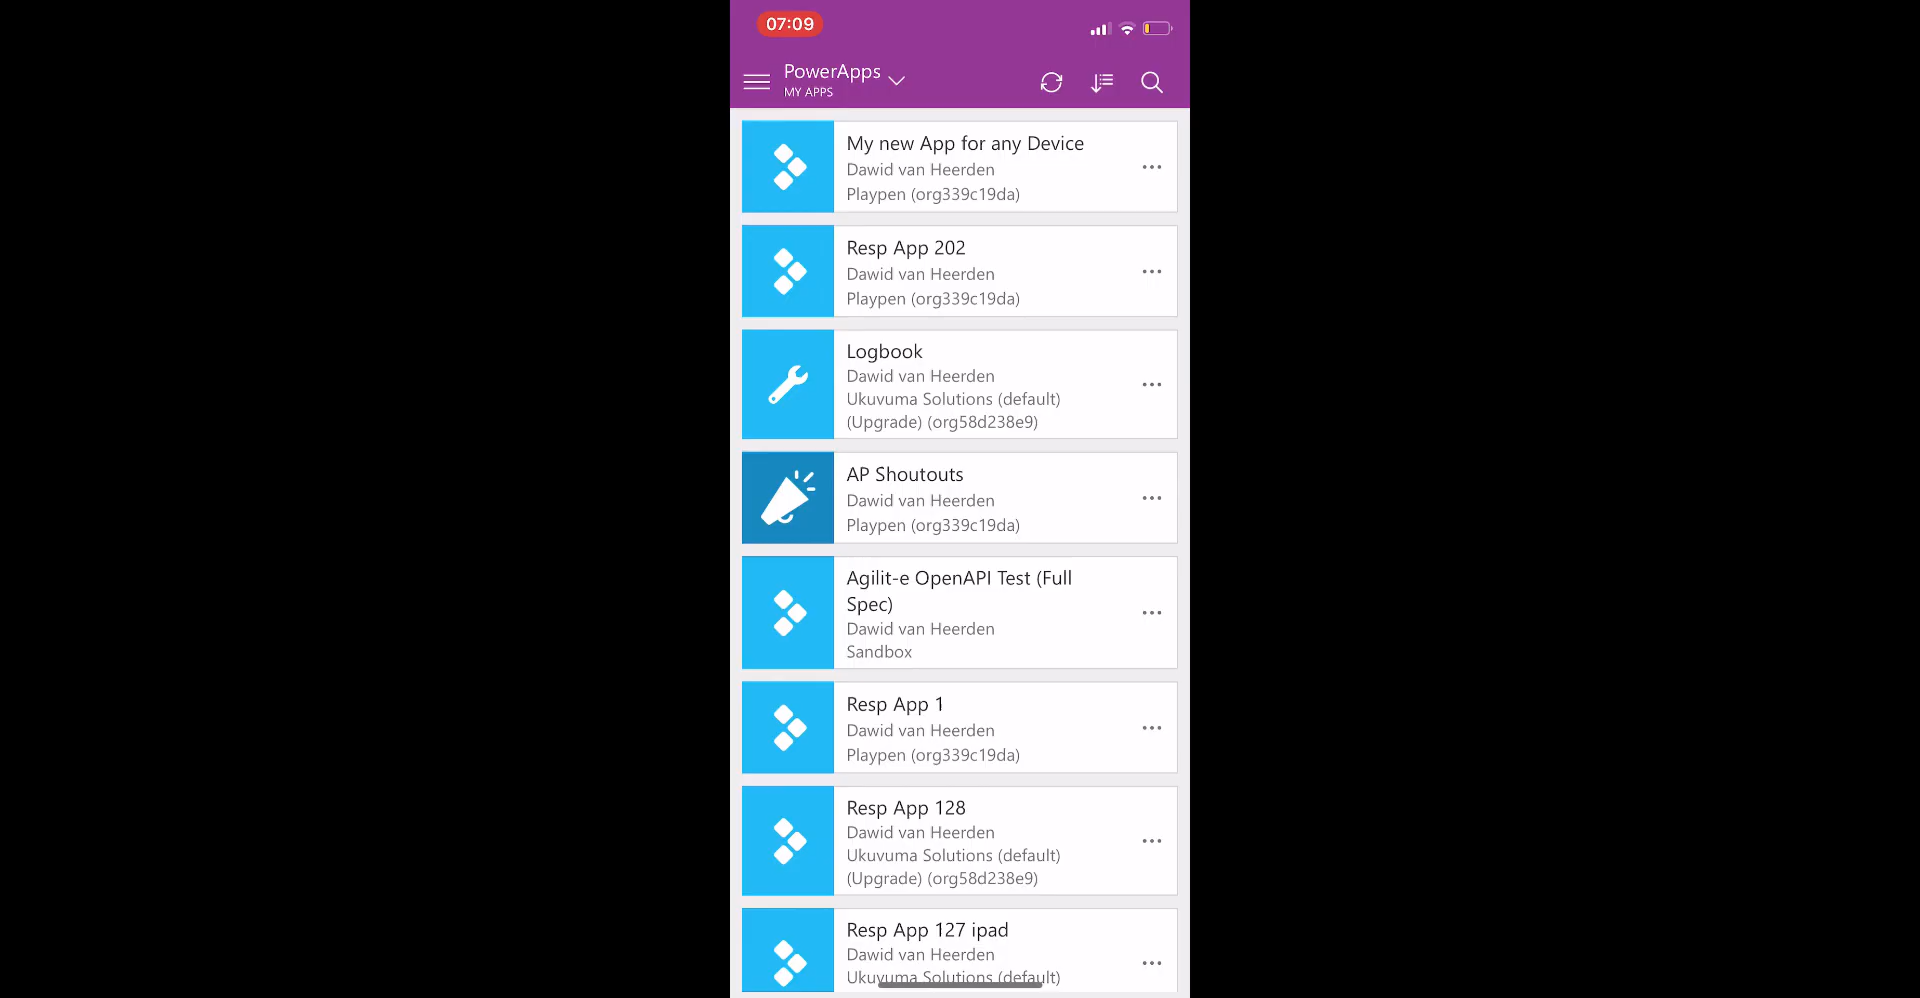 07:09
PowerApps
MY APPS
My new App for any Device
Dawid van Heerden
Playpen (org339c19da)
Resp App 202
Dawid van Heerden
Playpen (org339c19da)
Logbook
Dawid van Heerden
Ukuvuma Solutions (default)
(Upgrade) (org58d238e9)
AP Shoutouts
Dawid van Heerden
Playpen (org339c19da)
Agilit-e OpenAPI Test (Full
Spec)
Dawid van Heerden
Sandbox
Resp App 1
Dawid van Heerden
Playpen (org339c19da)
Resp App 128
Dawid van Heerden
Ukuvuma Solutions (default)
(Upgrade) (org58d238e9)
Resp App 127 ipad
Dawid van Heerden
Ukuvuma Solutions (default)